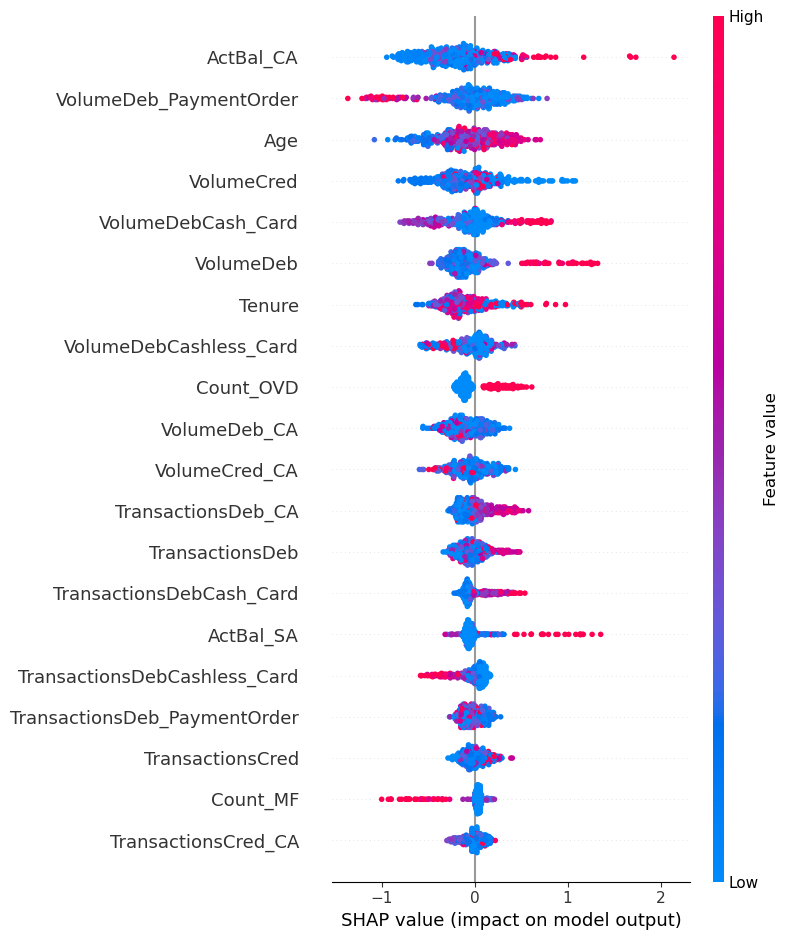 High
ActBal_CA
VolumeDeb_PaymentOrder
Age
VolumeCred
VolumeDebCash_Card
VolumeDeb
Tenure
VolumeDebCashless_Card
Count_OVD
VolumeDeb_CA
VolumeCred_CA
TransactionsDeb_CA
TransactionsDeb
TransactionsDebCash_Card
ActBal_SA
TransactionsDebCashless_Card
TransactionsDeb_PaymentOrder
TransactionsCred
Count_MF
TransactionsCred_CA
Feature value
Low
−1 0 1 2
SHAP value (impact on model output)